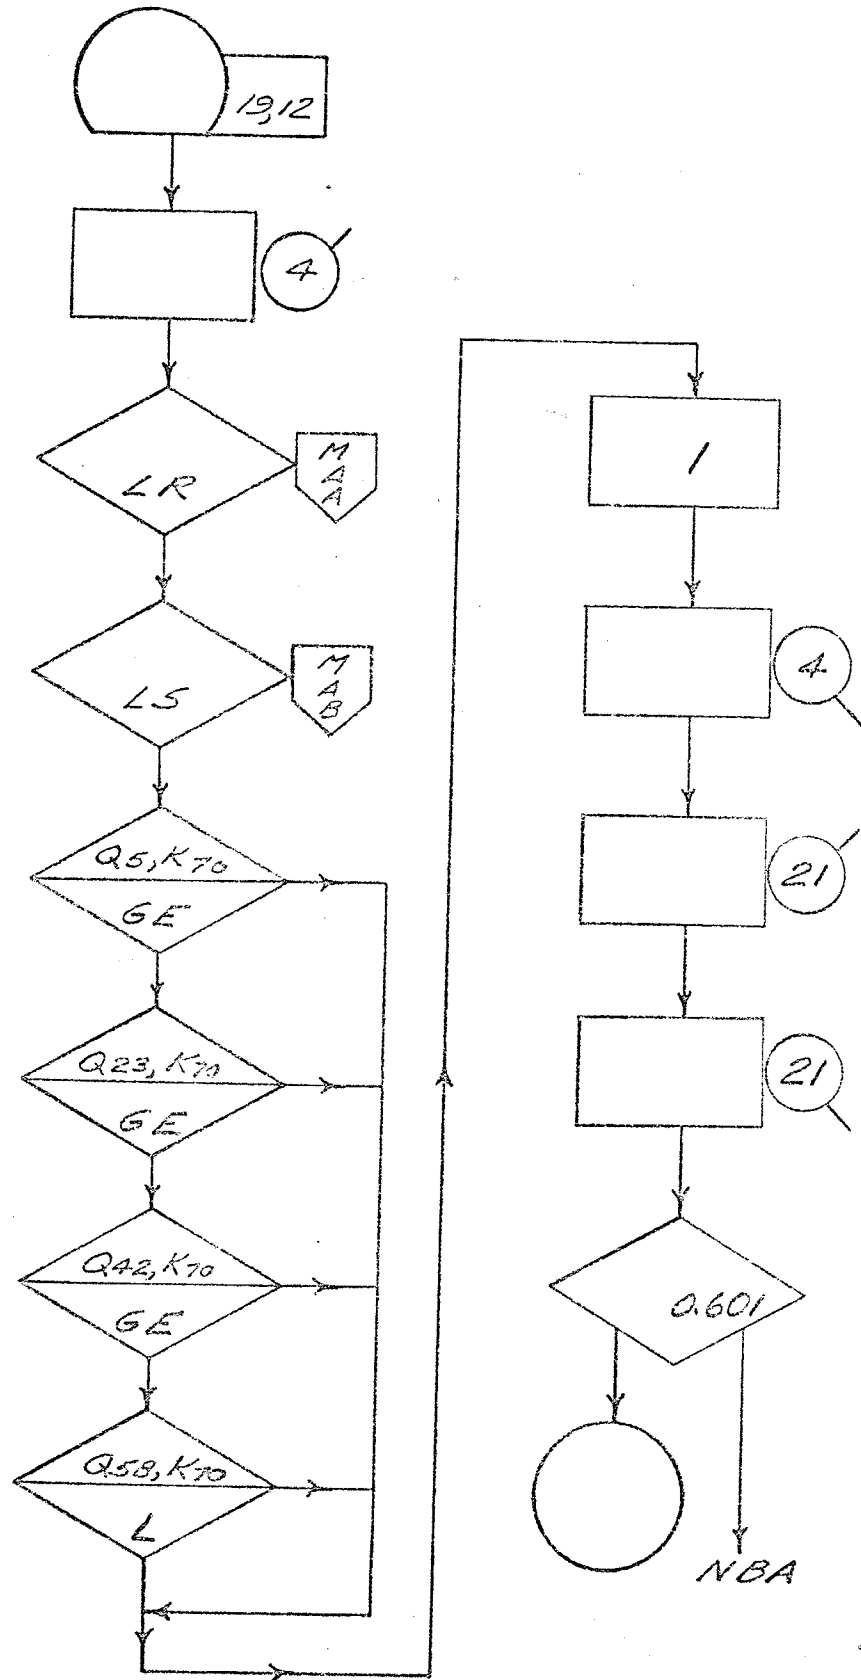 19,12
4
LR
M
A
A
LS
M
A
B
Q5, K70
GE
Q23, K70
GE
Q42, K70
GE
Q58, K70
L
1
4
21
21
0.601
NBA